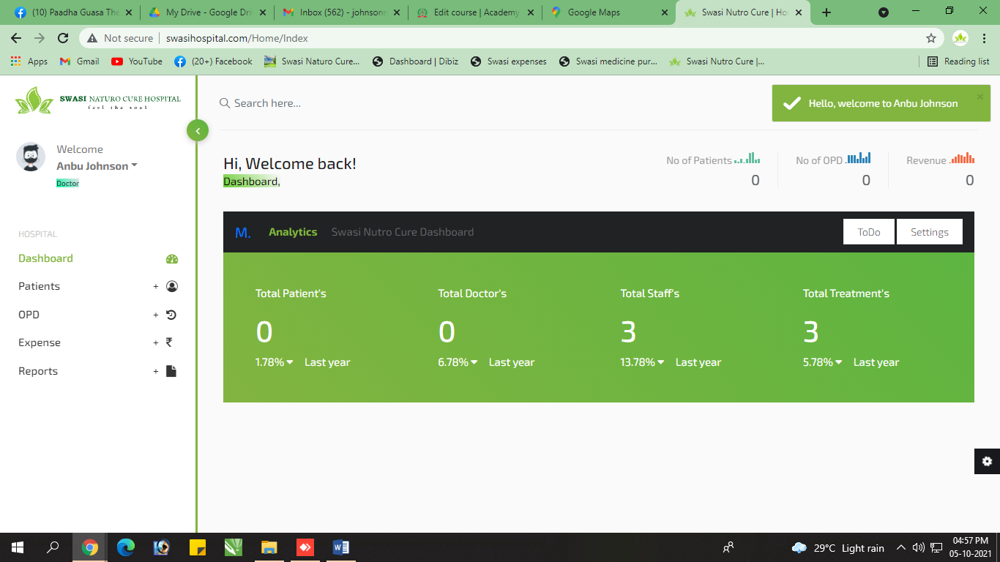 (10) Paadha Guasa The
My Drive - Google Dri
Inbox (562) - johnsonn
Edit course | Academy
Google Maps
Swasi Nutro Cure | Ho
Not secure
swasihospital.com/Home/Index
Apps
Gmail
YouTube
(20+) Facebook
Swasi Naturo Cure...
Dashboard | Dibiz
Swasi expenses
Swasi medicine pur...
Swasi Nutro Cure |...
Reading list
SWASI NATURO CURE HOSPITAL
feel the soul
Search here...
Hello, welcome to Anbu Johnson
×
Welcome
Anbu Johnson
Doctor
Hi, Welcome back!
Dashboard,
No of Patients
0
No of OPD
0
Revenue
0
HOSPITAL
Dashboard
Patients +
OPD +
Expense + ₹
Reports +
M. Analytics Swasi Nutro Cure Dashboard
ToDo
Settings
Total Patient's
0
1.78% Last year
Total Doctor's
0
6.78% Last year
Total Staff's
3
13.78% Last year
Total Treatment's
3
5.78% Last year
29°C Light rain
04:57 PM
05-10-2021